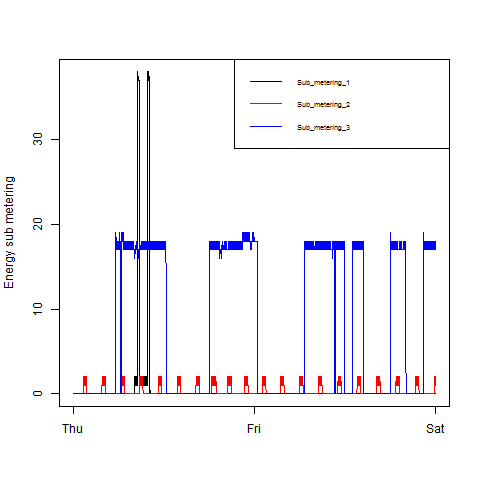 Sub_metering_1
Sub_metering_2
Sub_metering_3
Energy sub metering
30
20
10
0
Thu
Fri
Sat